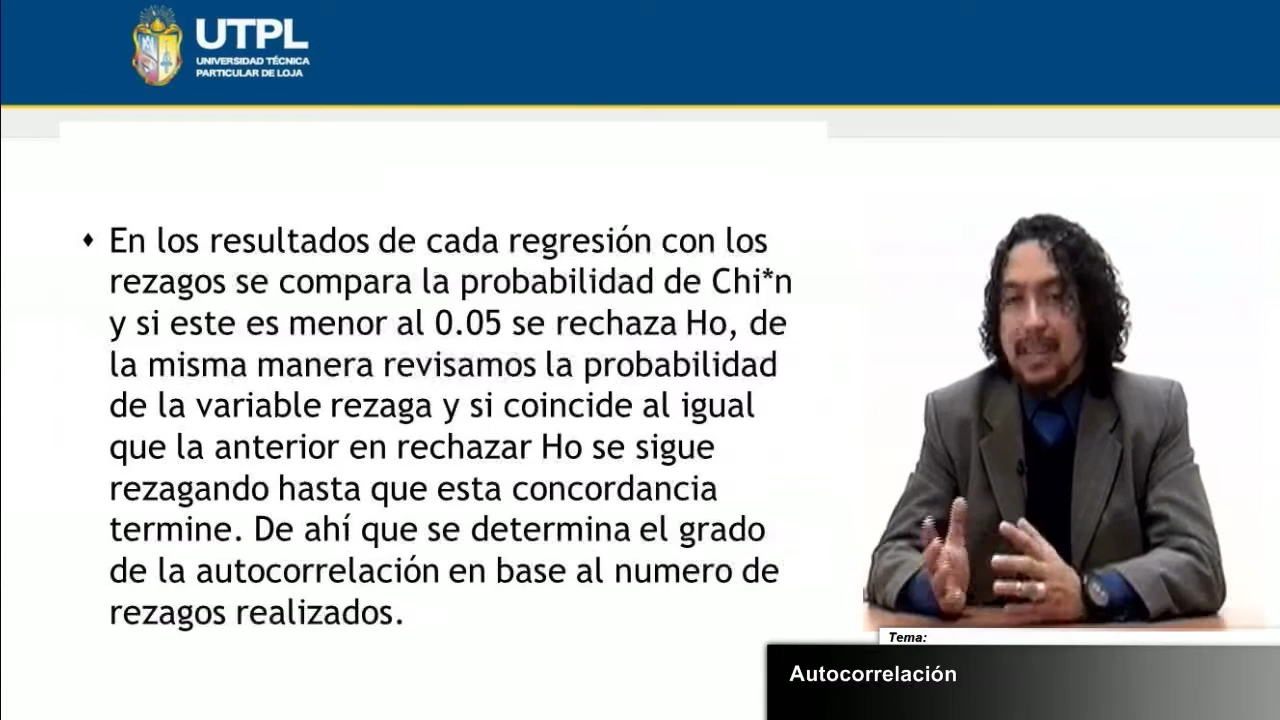 UTPL
UNIVERSIDAD TÉCNICA
PARTICULAR DE LOJA
En los resultados de cada regresión con los
rezagos se compara la probabilidad de Chi*n
y si este es menor al 0.05 se rechaza Ho, de
la misma manera revisamos la probabilidad
de la variable rezaga y si coincide al igual
que la anterior en rechazar Ho se sigue
rezagando hasta que esta concordancia
termine. De ahí que se determina el grado
de la autocorrelación en base al numero de
rezagos realizados.
Tema:
Autocorrelación